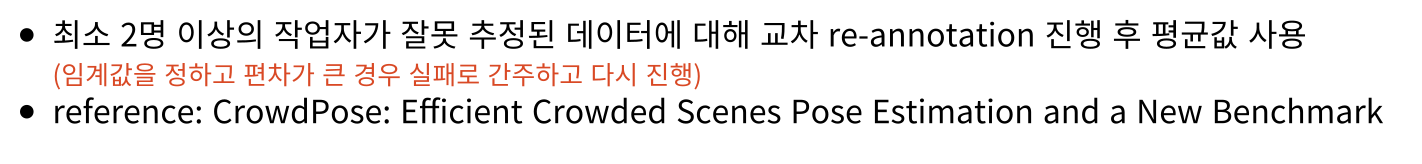 • 최소 2명 이상의 작업자가 잘못 추정된 데이터에 대해 교차 re-annotation 진행 후 평균값 사용
(임계값을 정하고 편차가 큰 경우 실패로 간주하고 다시 진행)
• reference: CrowdPose: Efficient Crowded Scenes Pose Estimation and a New Benchmark